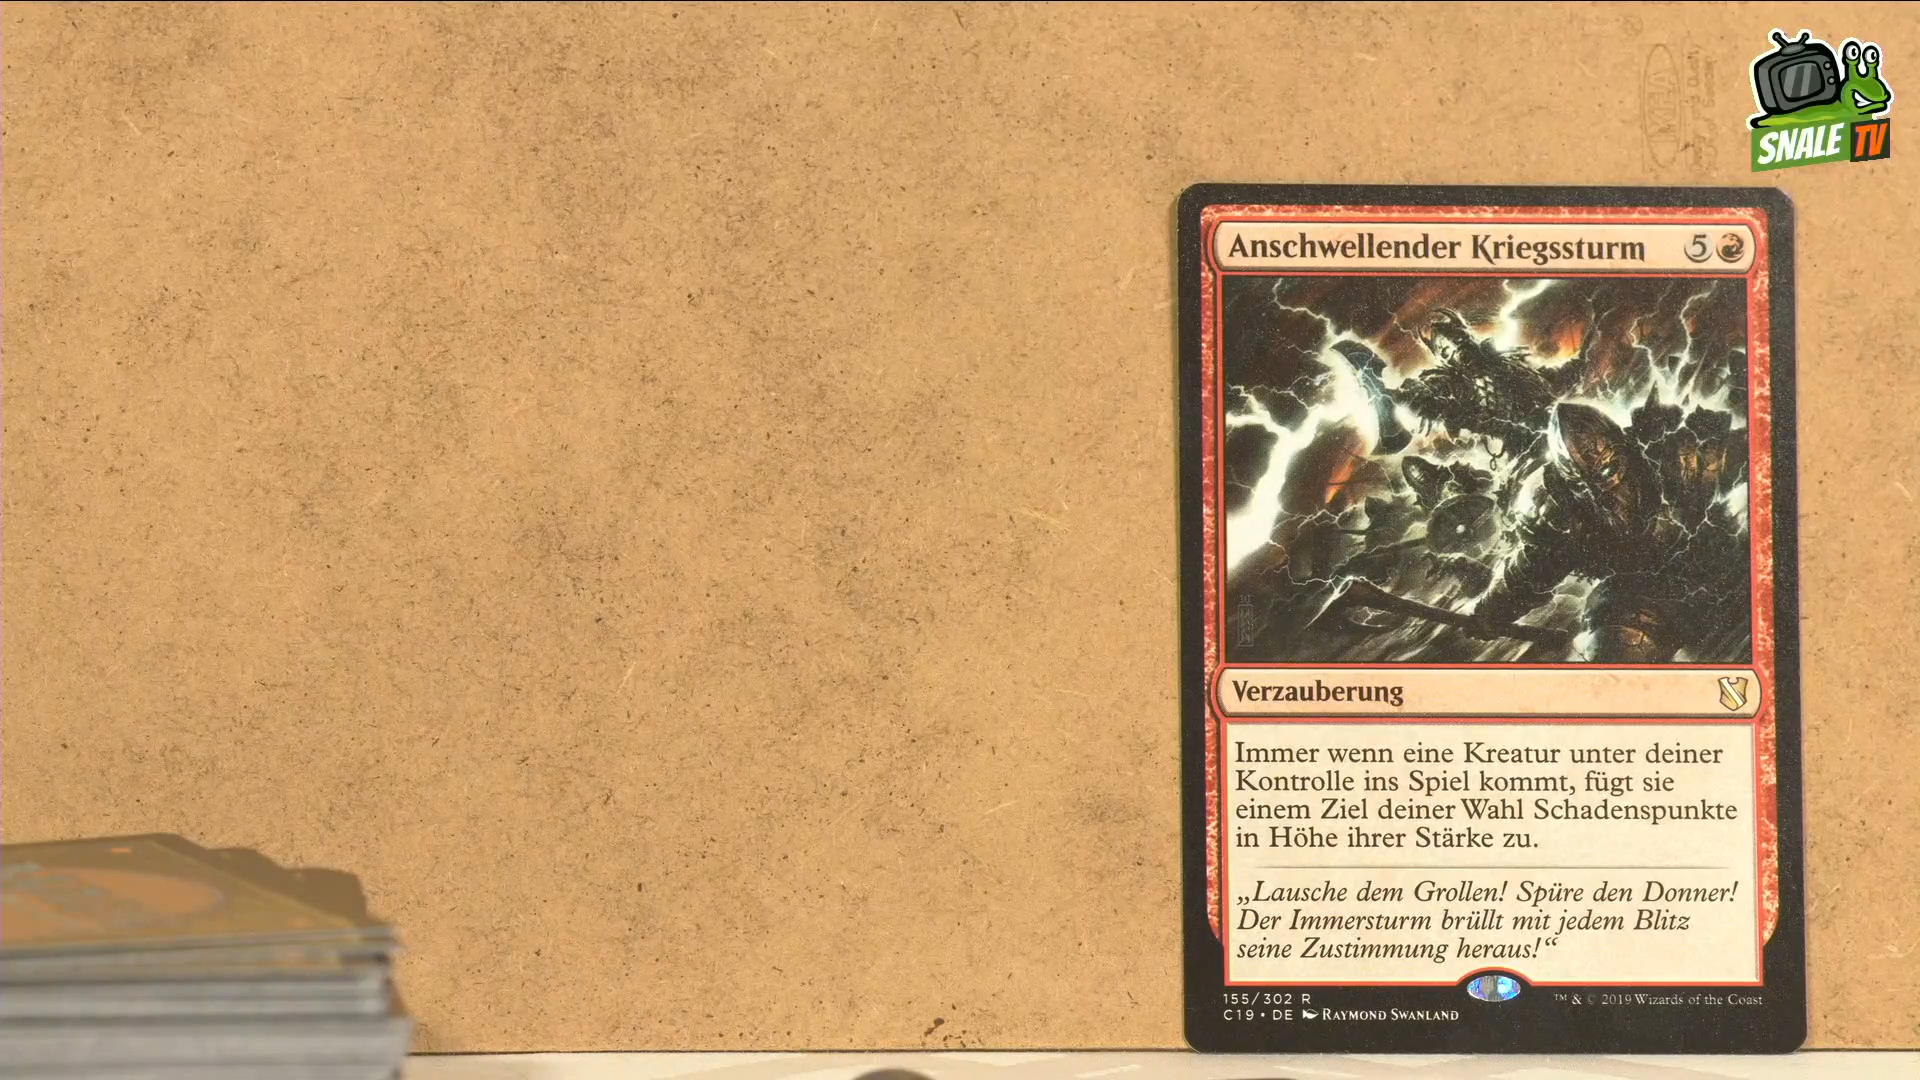 SNALE TV
Anschwellender Kriegssturm 5
Verzauberung
Immer wenn eine Kreatur unter deiner
Kontrolle ins Spiel kommt, fügt sie
einem Ziel deiner Wahl Schadenspunkte
in Höhe ihrer Stärke zu.
„Lausche dem Grollen! Spüre den Donner!
Der Immersturm brüllt mit jedem Blitz
seine Zustimmung heraus!“
155/302 R
™ & © 2019 Wizards of the Coast
C19 • DE RAYMOND SWANLAND